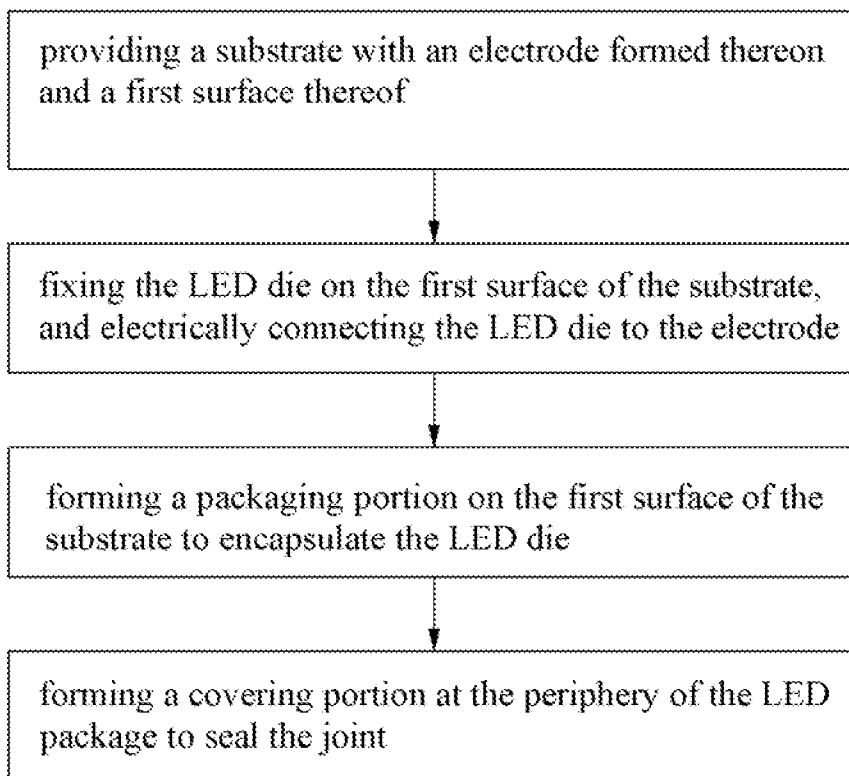 providing a substrate with an electrode formed thereon
and a first surface thereof
fixing the LED die on the first surface of the substrate,
and electrically connecting the LED die to the electrode
forming a packaging portion on the first surface of the
substrate to encapsulate the LED die
forming a covering portion at the periphery of the LED
package to seal the joint